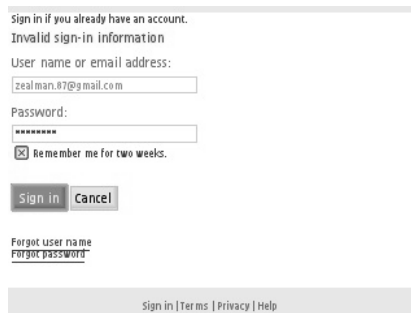 Sign in if you already have an account.
Invalid sign-in information
User name or email address:
zealman.87@gmail.com
Password:
********
Remember me for two weeks.
Sign in Cancel
Forgot user name
Forgot password
Sign in | Terms | Privacy | Help